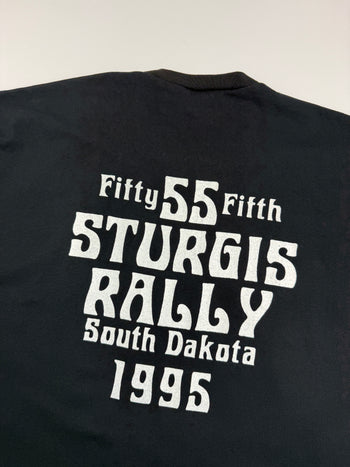 Fifty 55 Fifth
STURGIS
RALLY
South Dakota
1995